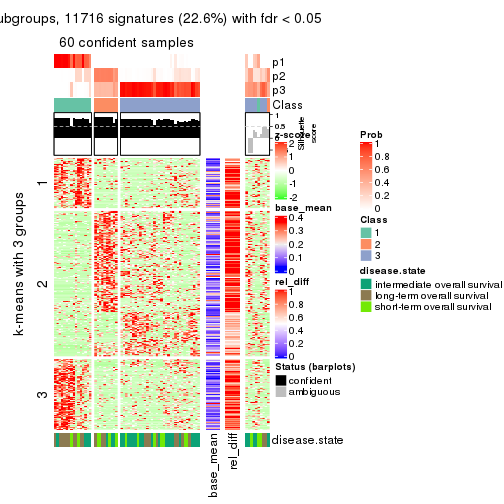 ubgroups, 11716 signatures (22.6%) with fdr < 0.05
60 confident samples
p1
p2
p3
Class
1
0.5
0
Silhouette
score
k-means with 3 groups
1
2
3
z-score
2
1
0
-1
-2
base_mean
0.4
0.3
0.2
0.1
0
rel_diff
1
0.8
0.6
0.4
0.2
0
Status (barplots)
confident
ambiguous
Prob
1
0.8
0.6
0.4
0.2
0
Class
1
2
3
disease.state
intermediate overall survival
long-term overall survival
short-term overall survival
disease.state
base_mean
rel_diff